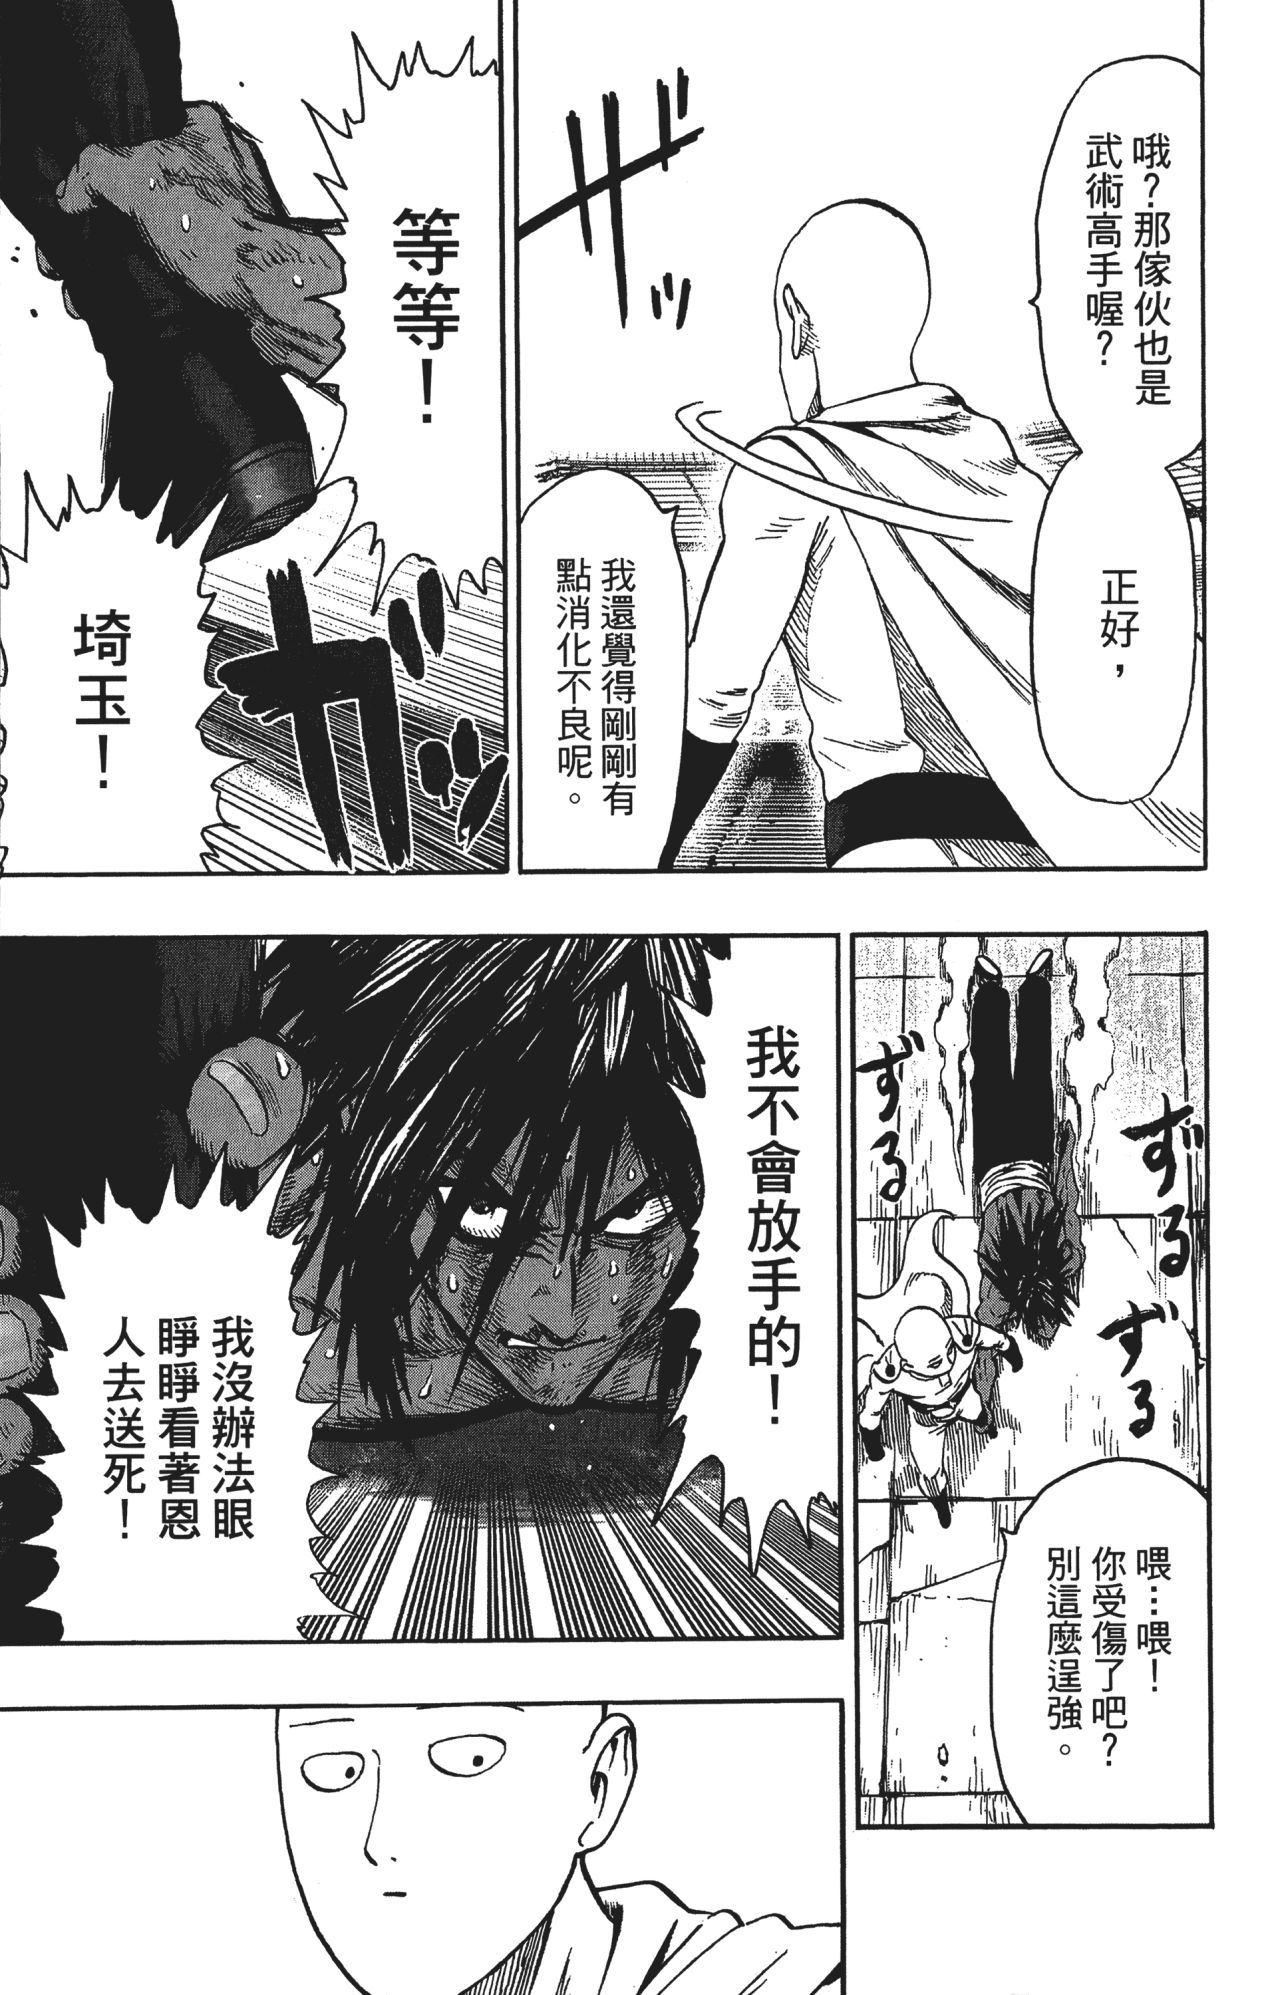 哦？那傢伙也是
武術高手喔？
正好，
我還覺得剛剛有
點消化不良呢。
等等！
ガッ
埼玉！
ずる
ずる
ずる
喂…喂！
你受傷了吧？
別這麼逞強。
我不會放手的！
我沒辦法眼
睜睜看著恩
人去送死！